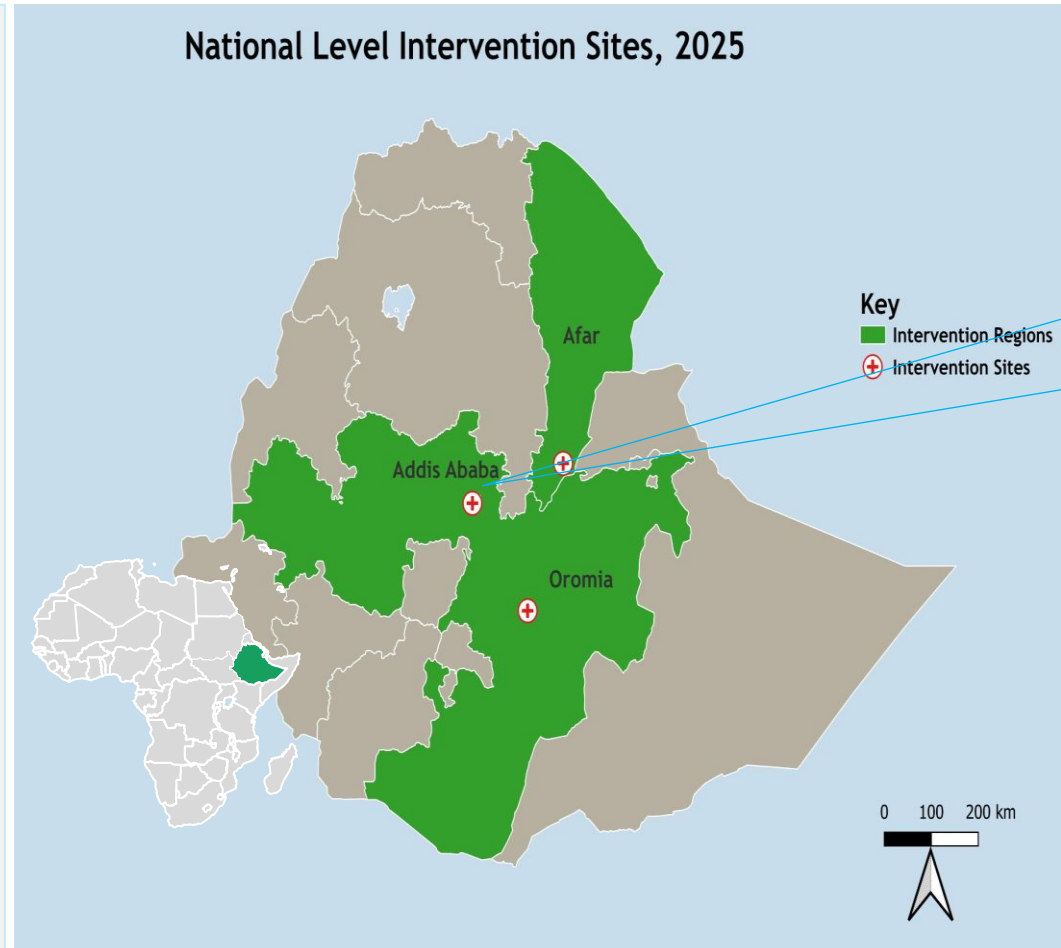 National Level Intervention Sites, 2025
Afar
Key
Intervention Regions
Intervention Sites
Addis Ababa
Oromia
0 100 200 km